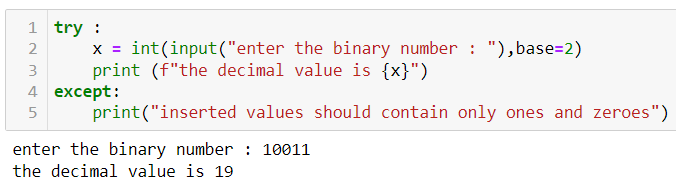 1 try :
2     x = int(input("enter the binary number : "),base=2)
3     print (f"the decimal value is {x}")
4 except:
5     print("inserted values should contain only ones and zeroes")
enter the binary number : 10011
the decimal value is 19